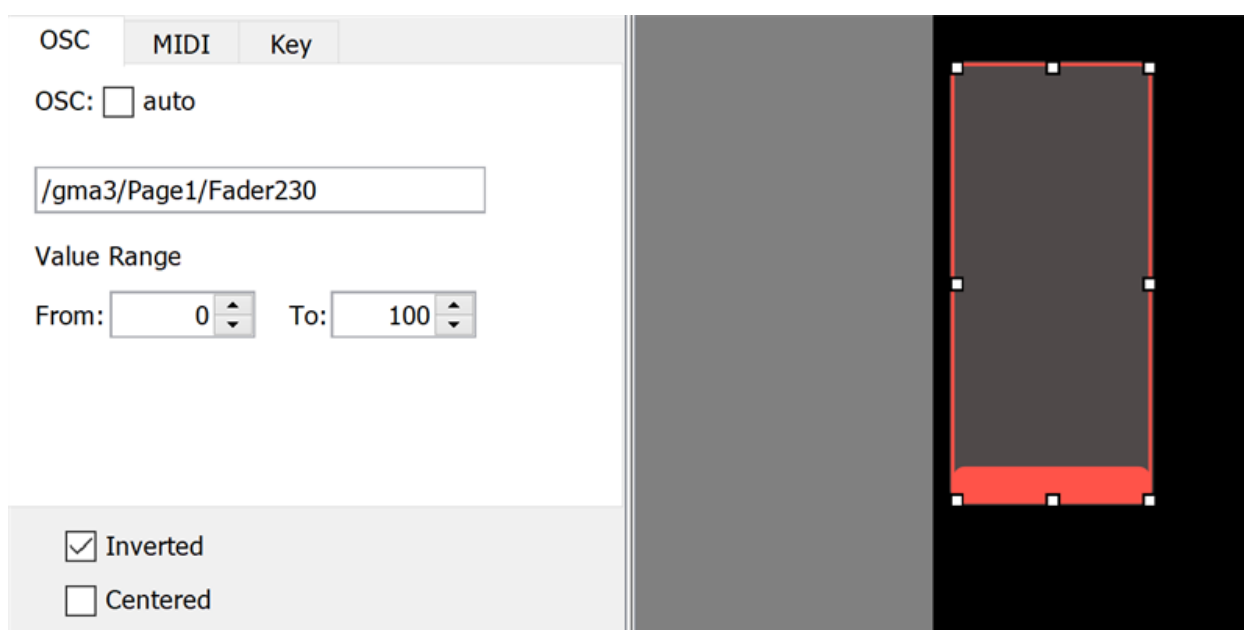 OSC MIDI Key
OSC: auto
/gma3/Page1/Fader230
Value Range
From: 0 To: 100
Inverted
Centered